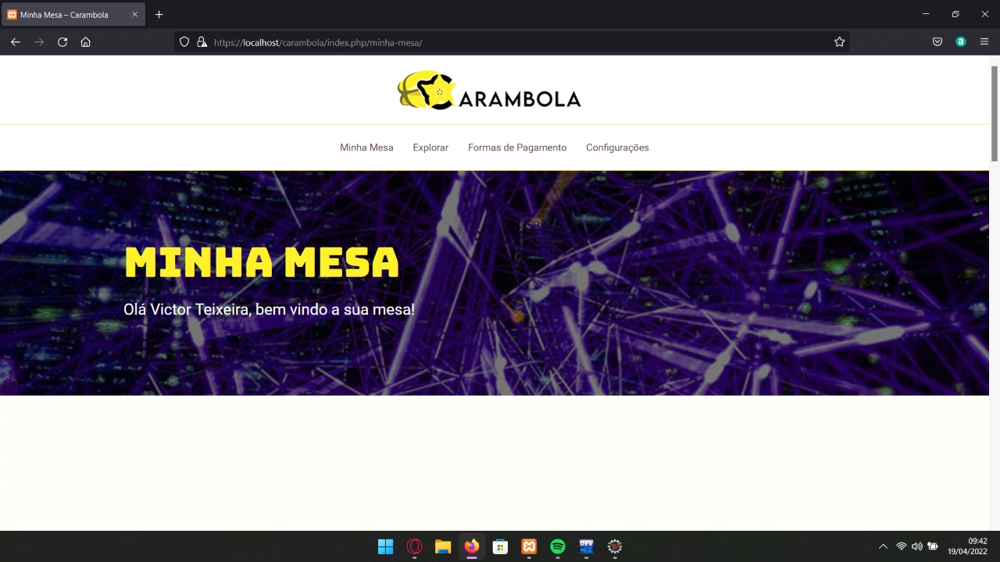 Minha Mesa – Carambola
https://localhost/carambola/index.php/minha-mesa/
a
CARAMBOLA
Minha Mesa Explorar Formas de Pagamento Configurações
MINHA MESA
Olá Victor Teixeira, bem vindo a sua mesa!
DEV
09:42
19/04/2022